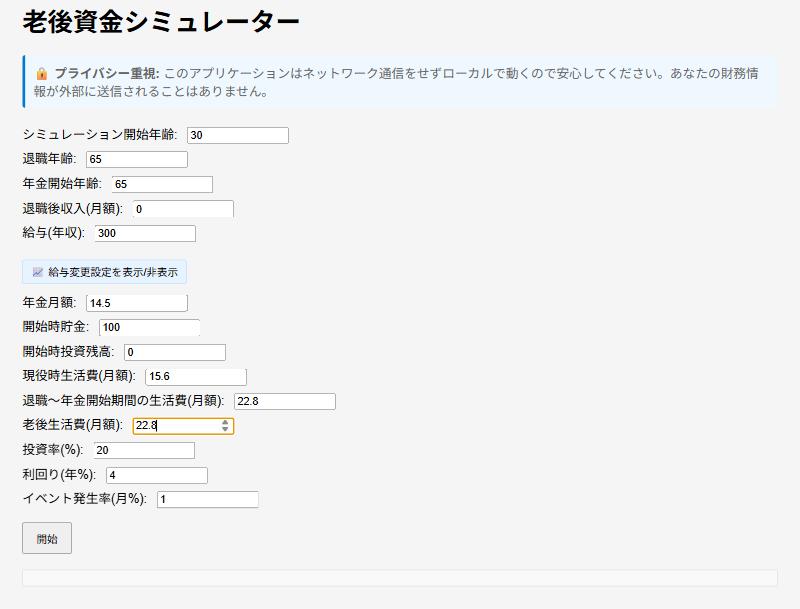 老後資金シミュレーター
プライバシー重視: このアプリケーションはネットワーク通信をせずローカルで動くので安心してください。あなたの財務情
報が外部に送信されることはありません。
シミュレーション開始年齢: 30
退職年齢: 65
年金開始年齢: 65
退職後収入(月額): 0
給与(年収): 300
給与変更設定を表示/非表示
年金月額: 14.5
開始時貯金: 100
開始時投資残高: 0
現役時生活費(月額): 15.6
退職～年金開始期間の生活費(月額): 22.8
老後生活費(月額): 22.8
投資率(%): 20
利回り(年%): 4
イベント発生率(月%): 1
開始